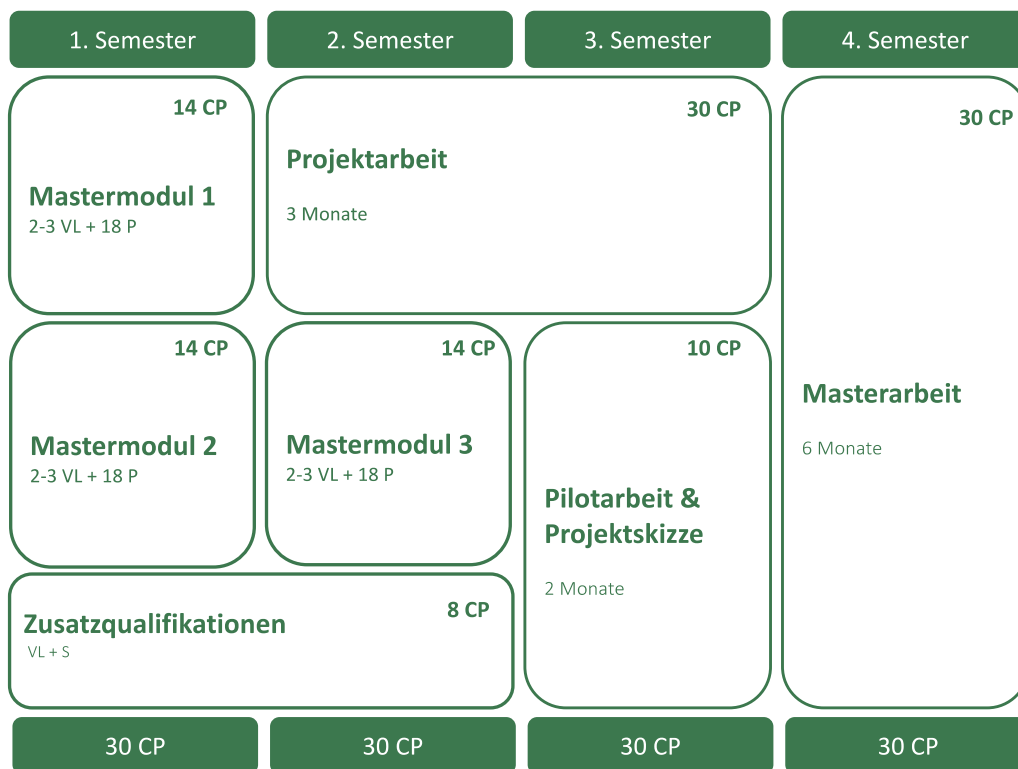 1. Semester
2. Semester
3. Semester
4. Semester
14 CP
Mastermodul 1
2-3 VL + 18 P
30 CP
Projektarbeit
3 Monate
30 CP
Masterarbeit
6 Monate
14 CP
Mastermodul 2
2-3 VL + 18 P
14 CP
Mastermodul 3
2-3 VL + 18 P
10 CP
Pilotarbeit &
Projektskizze
2 Monate
8 CP
Zusatzqualifikationen
VL + S
30 CP
30 CP
30 CP
30 CP